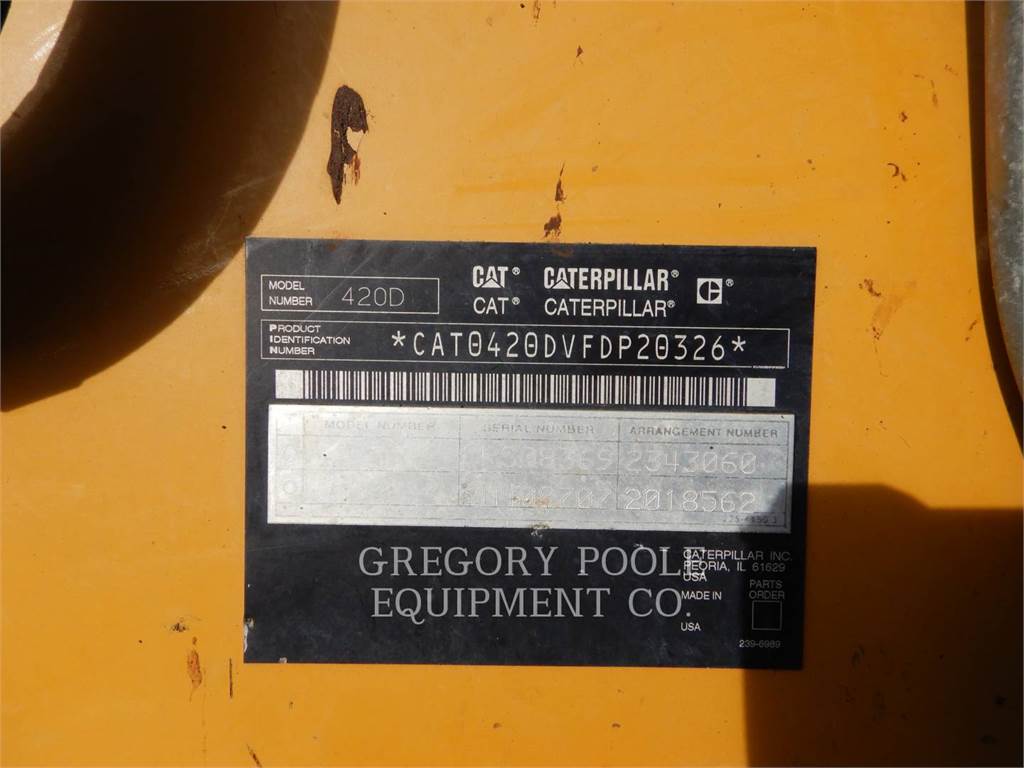 MODEL
NUMBER 420D
CAT® CATERPILLAR®
CAT® CATERPILLAR®
PRODUCT
IDENTIFICATION
NUMBER
*CAT0420DVFDP20326*
MODEL NUMBER SERIAL NUMBER ARRANGEMENT NUMBER
2343060
2018562
GREGORY POOLE
EQUIPMENT CO.
CATERPILLAR INC.
PEORIA, IL 61629
USA
MADE IN
USA
PARTS
ORDER
239-6989